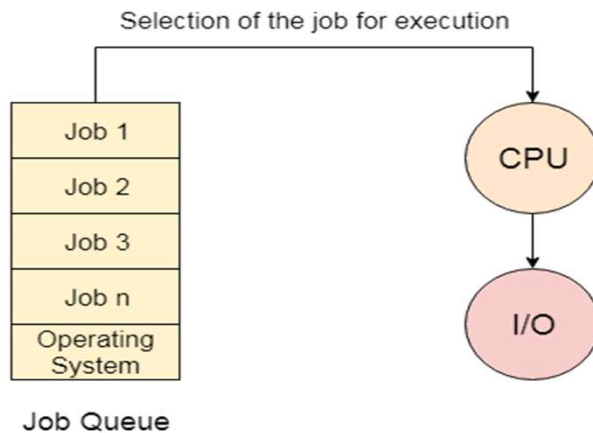 Selection of the job for execution
Job 1
Job 2
Job 3
Job n
Operating
System
Job Queue
CPU
I/O